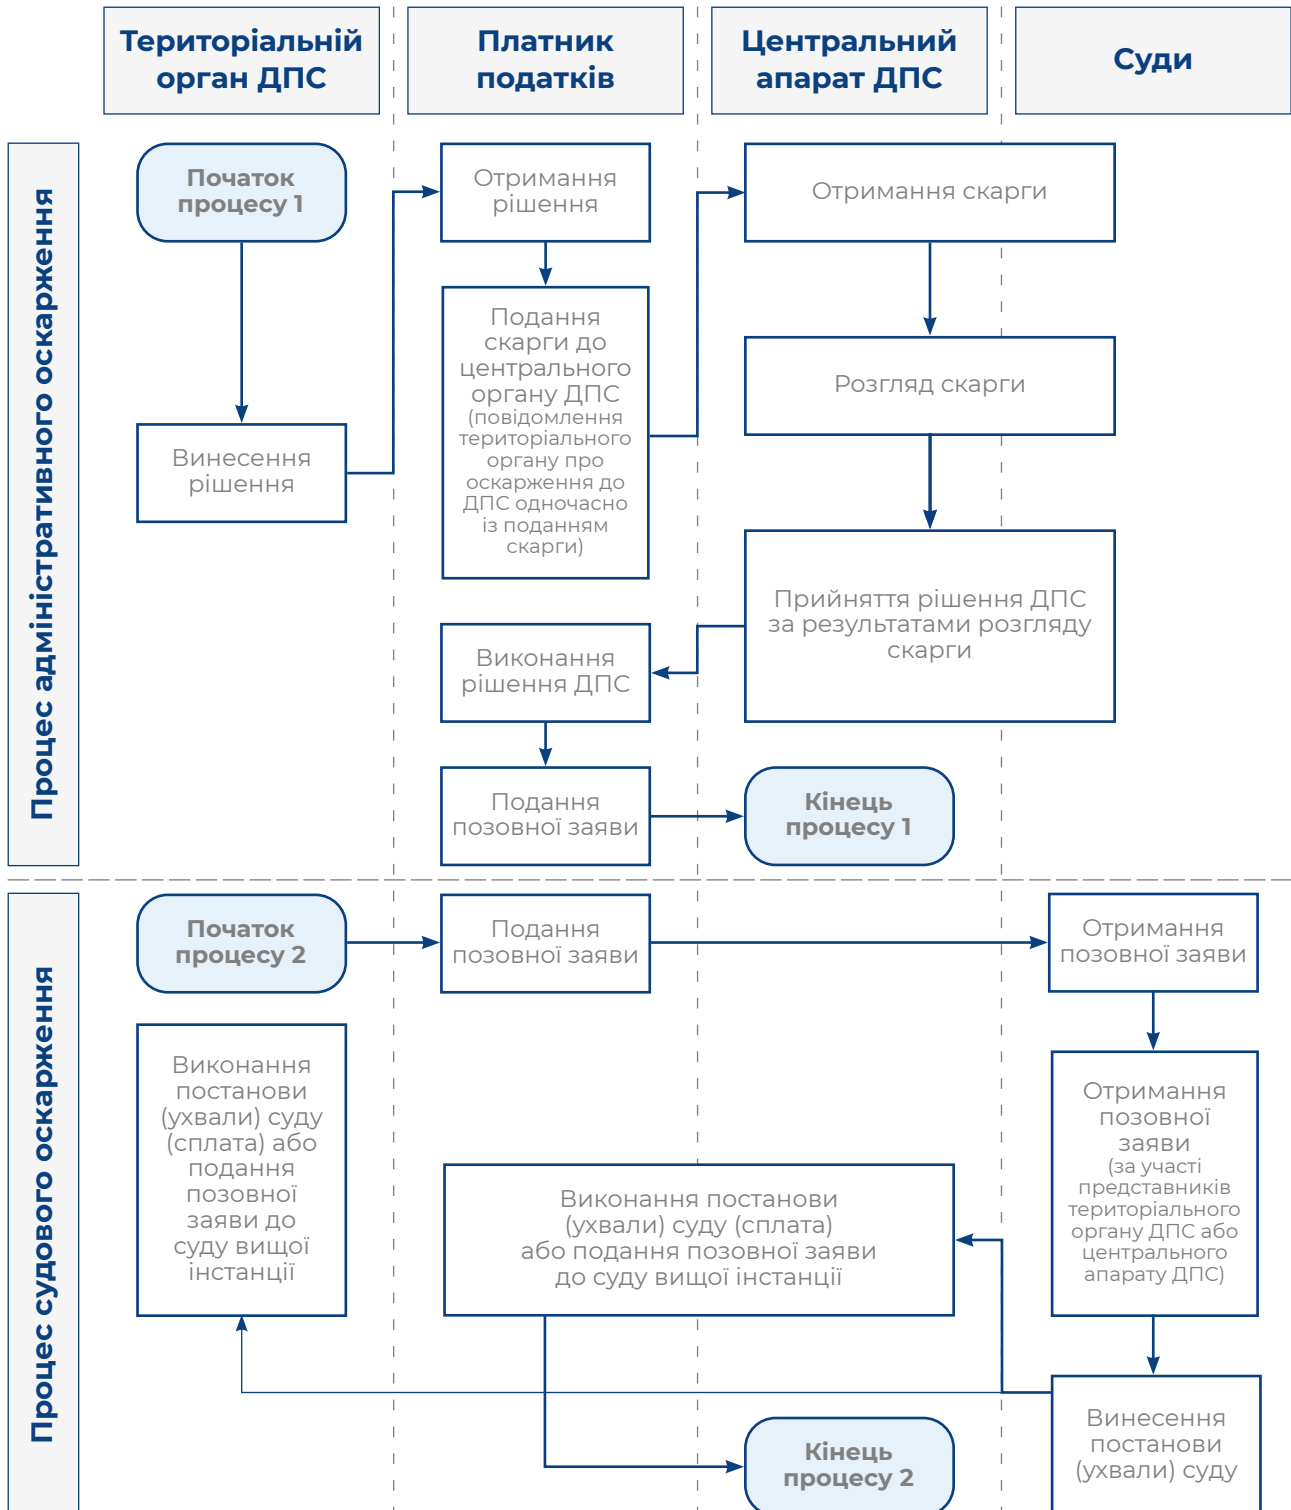 Територіальній
орган ДПС
Платник
податків
Центральний
апарат ДПС
Суди
Процес адміністративного оскарження
Початок
процесу 1
Винесення
рішення
Отримання
рішення
Подання
скарги до
центрального
органу ДПС
(повідомлення
територіального
органу про
оскарження до
ДПС одночасно
із поданням
скарги)
Отримання скарги
Розгляд скарги
Прийняття рішення ДПС
за результатами розгляду
скарги
Виконання
рішення ДПС
Подання
позовної заяви
Кінець
процесу 1
Процес судового оскарження
Початок
процесу 2
Подання
позовної заяви
Отримання
позовної заяви
Виконання
постанови
(ухвали) суду
(сплата) або
подання
позовної
заяви до
суду вищої
інстанції
Виконання постанови
(ухвали) суду (сплата)
або подання позовної заяви
до суду вищої інстанції
Отримання
позовної
заяви
(за участі
представників
територіального
органу ДПС або
центрального
апарату ДПС)
Винесення
постанови
(ухвали) суду
Кінець
процесу 2